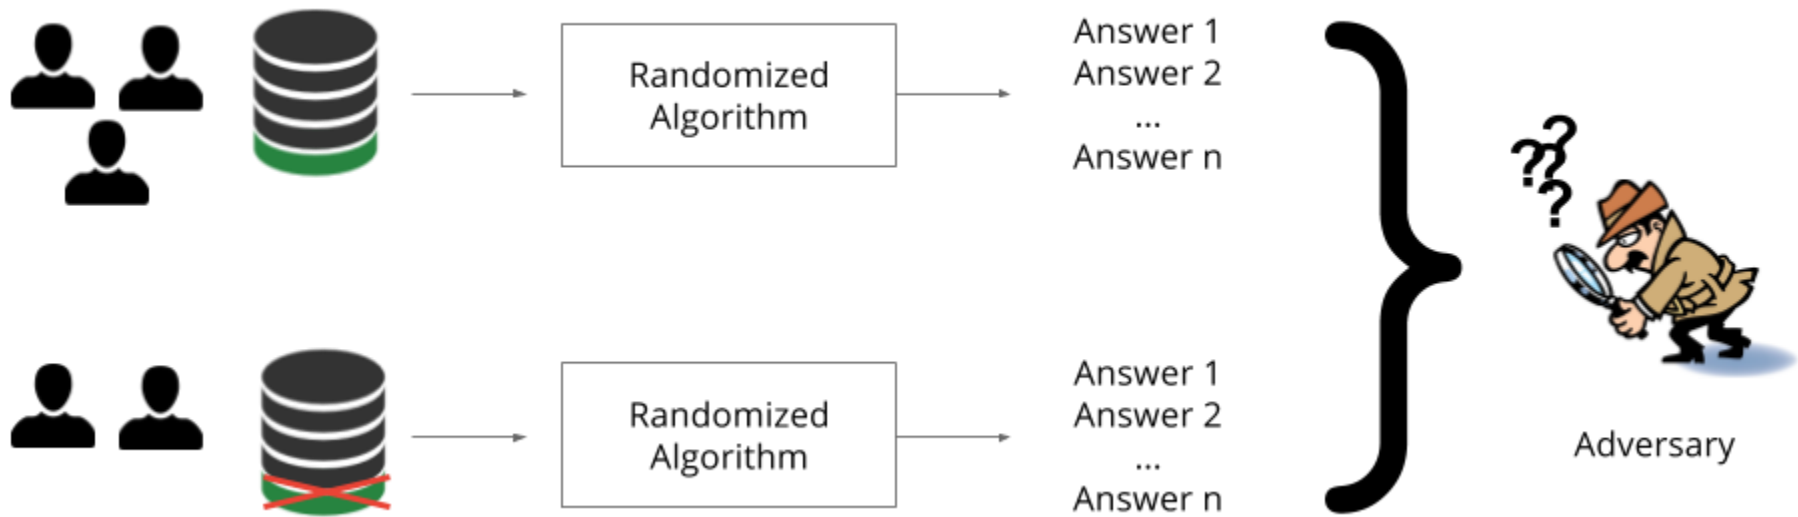 Randomized
Algorithm
Answer 1
Answer 2
...
Answer n
????
Randomized
Algorithm
Answer 1
Answer 2
...
Answer n
Adversary